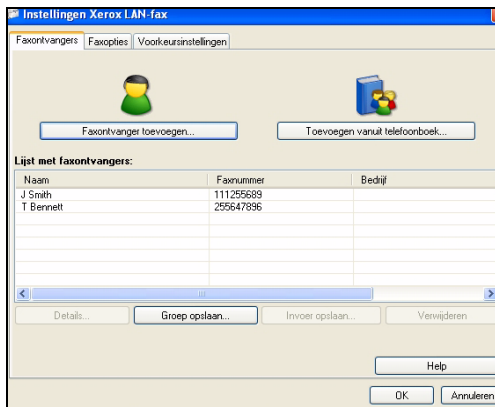 Instellingen Xerox LAN-fax
Faxontvangers Faxopties Voorkeursinstellingen
Faxontvanger toevoegen... Toevoegen vanuit telefoonboek...
Lijst met faxontvangers:
Naam Faxnummer Bedrijf
J Smith 111255689
T Bennett 255647896
Details... Groep opslaan... Invoer opslaan... Verwijderen
Help
OK Annuleren